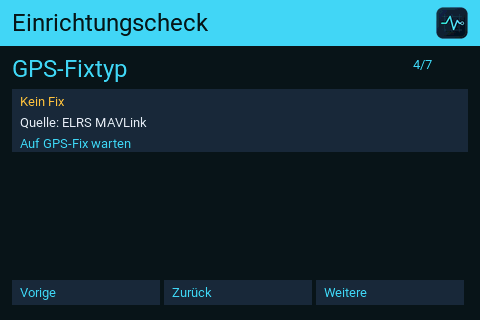 Einrichtungscheck
GPS-Fixtyp
4/7
Kein Fix
Quelle: ELRS MAVLink
Auf GPS-Fix warten
Vorige
Zurück
Weitere